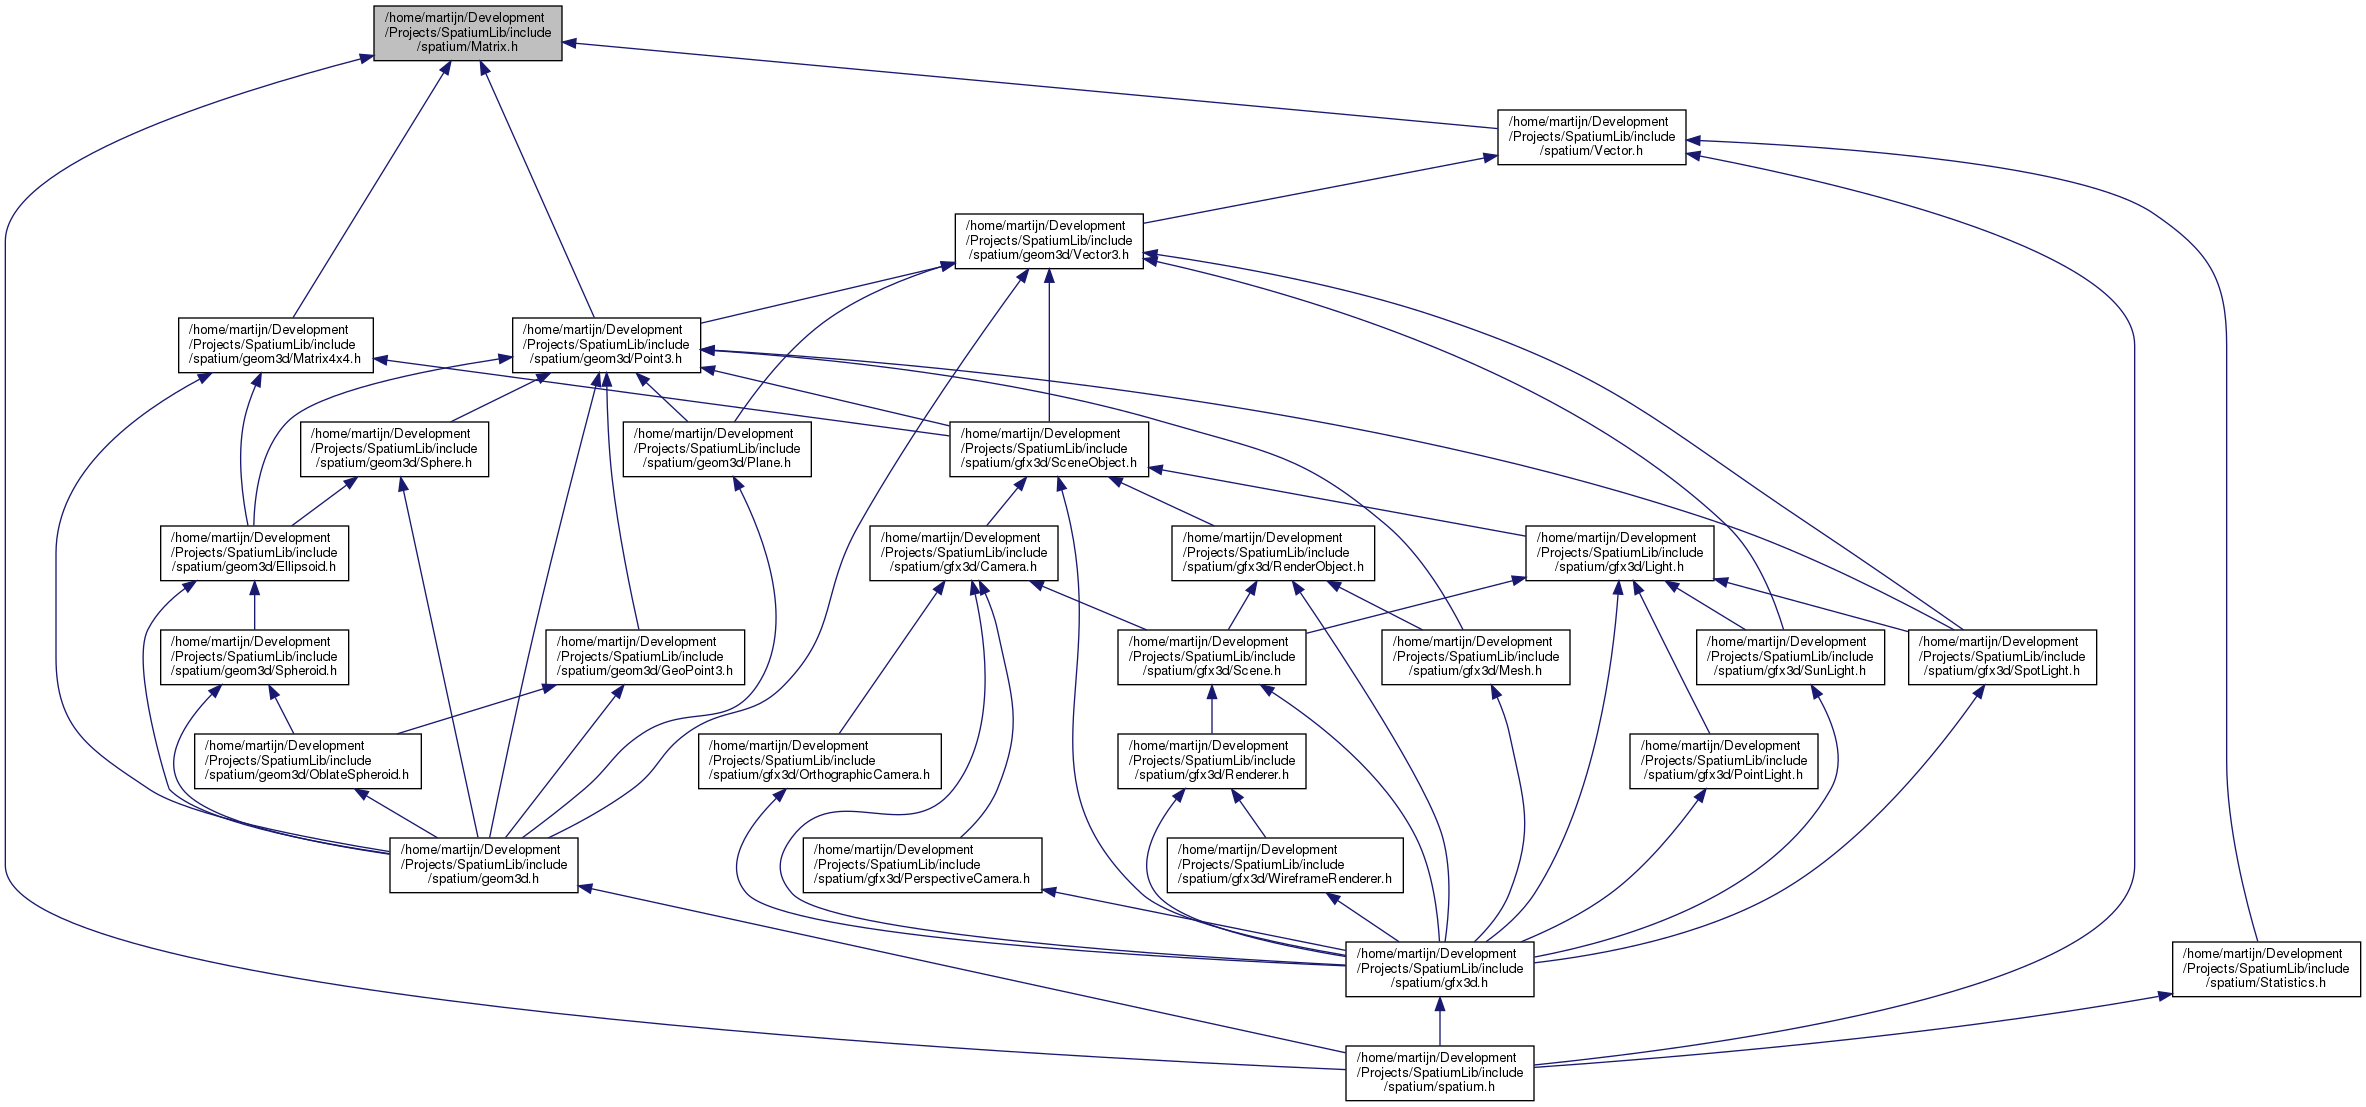 /home/martijn/Development
/Projects/SpatiumLib/include
/spatium/Matrix.h
/home/martijn/Development
/Projects/SpatiumLib/include
/spatium/Vector.h
/home/martijn/Development
/Projects/SpatiumLib/include
/spatium/geom3d/Vector3.h
/home/martijn/Development
/Projects/SpatiumLib/include
/spatium/geom3d/Matrix4x4.h
/home/martijn/Development
/Projects/SpatiumLib/include
/spatium/geom3d/Point3.h
/home/martijn/Development
/Projects/SpatiumLib/include
/spatium/geom3d/Sphere.h
/home/martijn/Development
/Projects/SpatiumLib/include
/spatium/geom3d/Plane.h
/home/martijn/Development
/Projects/SpatiumLib/include
/spatium/gfx3d/SceneObject.h
/home/martijn/Development
/Projects/SpatiumLib/include
/spatium/geom3d/Ellipsoid.h
/home/martijn/Development
/Projects/SpatiumLib/include
/spatium/gfx3d/Camera.h
/home/martijn/Development
/Projects/SpatiumLib/include
/spatium/gfx3d/RenderObject.h
/home/martijn/Development
/Projects/SpatiumLib/include
/spatium/gfx3d/Light.h
/home/martijn/Development
/Projects/SpatiumLib/include
/spatium/geom3d/Spheroid.h
/home/martijn/Development
/Projects/SpatiumLib/include
/spatium/geom3d/GeoPoint3.h
/home/martijn/Development
/Projects/SpatiumLib/include
/spatium/gfx3d/Scene.h
/home/martijn/Development
/Projects/SpatiumLib/include
/spatium/gfx3d/Mesh.h
/home/martijn/Development
/Projects/SpatiumLib/include
/spatium/gfx3d/SunLight.h
/home/martijn/Development
/Projects/SpatiumLib/include
/spatium/gfx3d/SpotLight.h
/home/martijn/Development
/Projects/SpatiumLib/include
/spatium/geom3d/OblateSpheroid.h
/home/martijn/Development
/Projects/SpatiumLib/include
/spatium/gfx3d/OrthographicCamera.h
/home/martijn/Development
/Projects/SpatiumLib/include
/spatium/gfx3d/Renderer.h
/home/martijn/Development
/Projects/SpatiumLib/include
/spatium/gfx3d/PointLight.h
/home/martijn/Development
/Projects/SpatiumLib/include
/spatium/geom3d.h
/home/martijn/Development
/Projects/SpatiumLib/include
/spatium/gfx3d/PerspectiveCamera.h
/home/martijn/Development
/Projects/SpatiumLib/include
/spatium/gfx3d/WireframeRenderer.h
/home/martijn/Development
/Projects/SpatiumLib/include
/spatium/gfx3d.h
/home/martijn/Development
/Projects/SpatiumLib/include
/spatium/Statistics.h
/home/martijn/Development
/Projects/SpatiumLib/include
/spatium/spatium.h